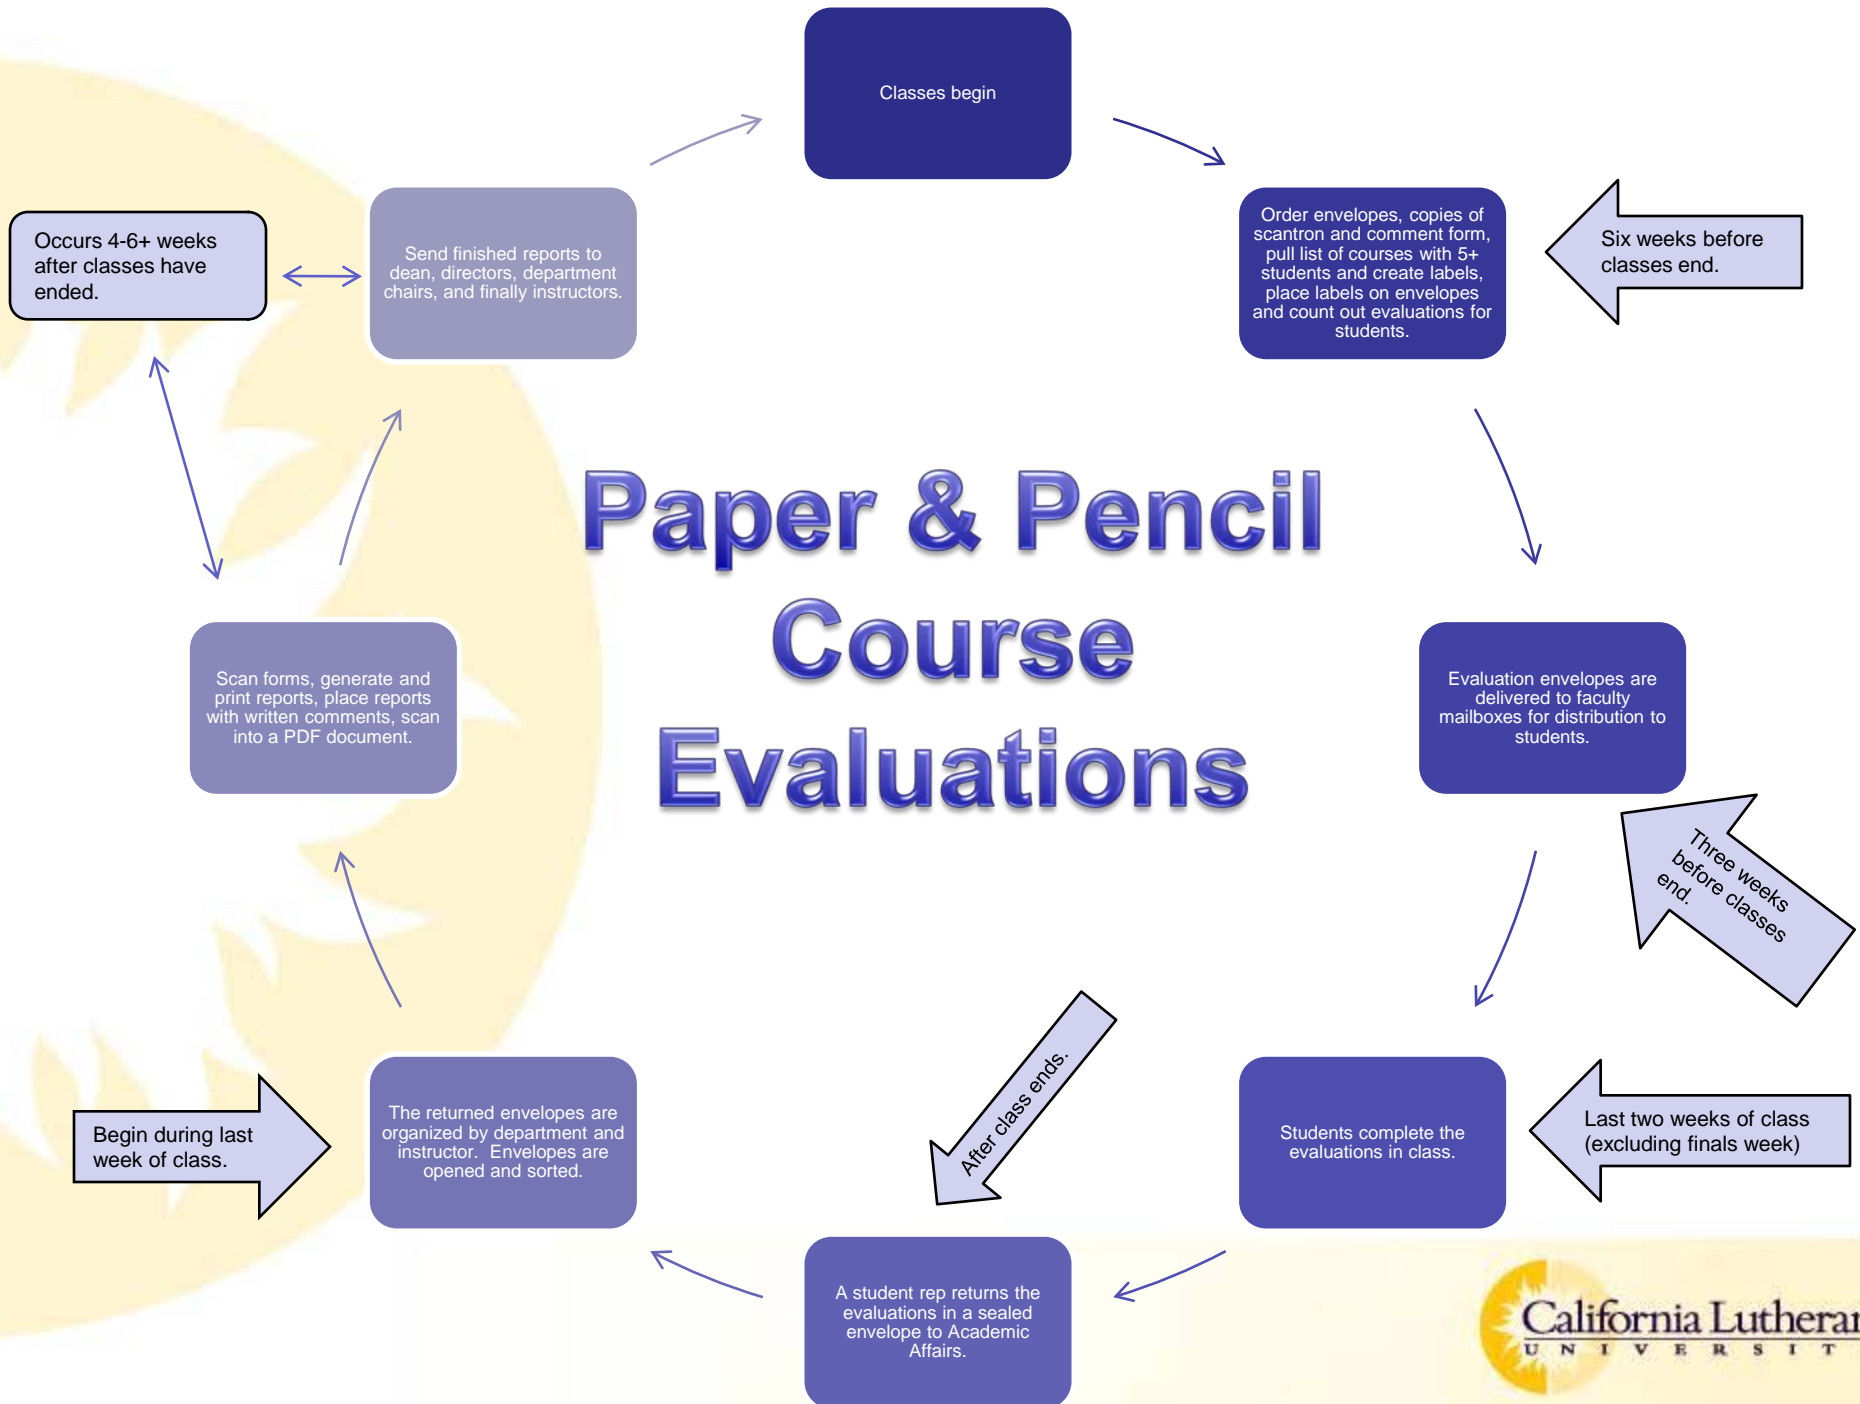 Classes begin
Order envelopes, copies of
scantron and comment form,
pull list of courses with 5+
students and create labels,
place labels on envelopes
and count out evaluations for
students.
Six weeks before
classes end.
Evaluation envelopes are
delivered to faculty
mailboxes for distribution to
students.
Three weeks
before classes
end.
Students complete the
evaluations in class.
Last two weeks of class
(excluding finals week)
After class ends.
A student rep returns the
evaluations in a sealed
envelope to Academic
Affairs.
The returned envelopes are
organized by department and
instructor.  Envelopes are
opened and sorted.
Begin during last
week of class.
Scan forms, generate and
print reports, place reports
with written comments, scan
into a PDF document.
Send finished reports to
dean, directors, department
chairs, and finally instructors.
Occurs 4-6+ weeks
after classes have
ended.
Paper & Pencil
Course
Evaluations
California Lutheran
UNIVERSIT